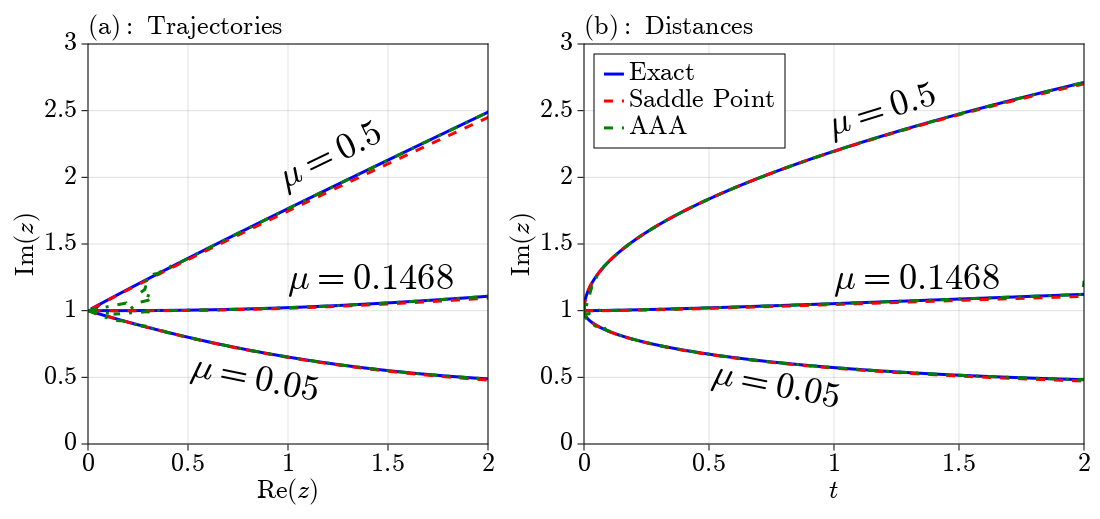 (a): Trajectories
3
2.5
2
1.5
1
0.5
0
0 0.5 1 1.5 2
Im(z)
Re(z)
μ = 0.5
μ = 0.1468
μ = 0.05
(b): Distances
3
2.5
2
1.5
1
0.5
0
0 0.5 1 1.5 2
Im(z)
t
Exact
Saddle Point
AAA
μ = 0.5
μ = 0.1468
μ = 0.05